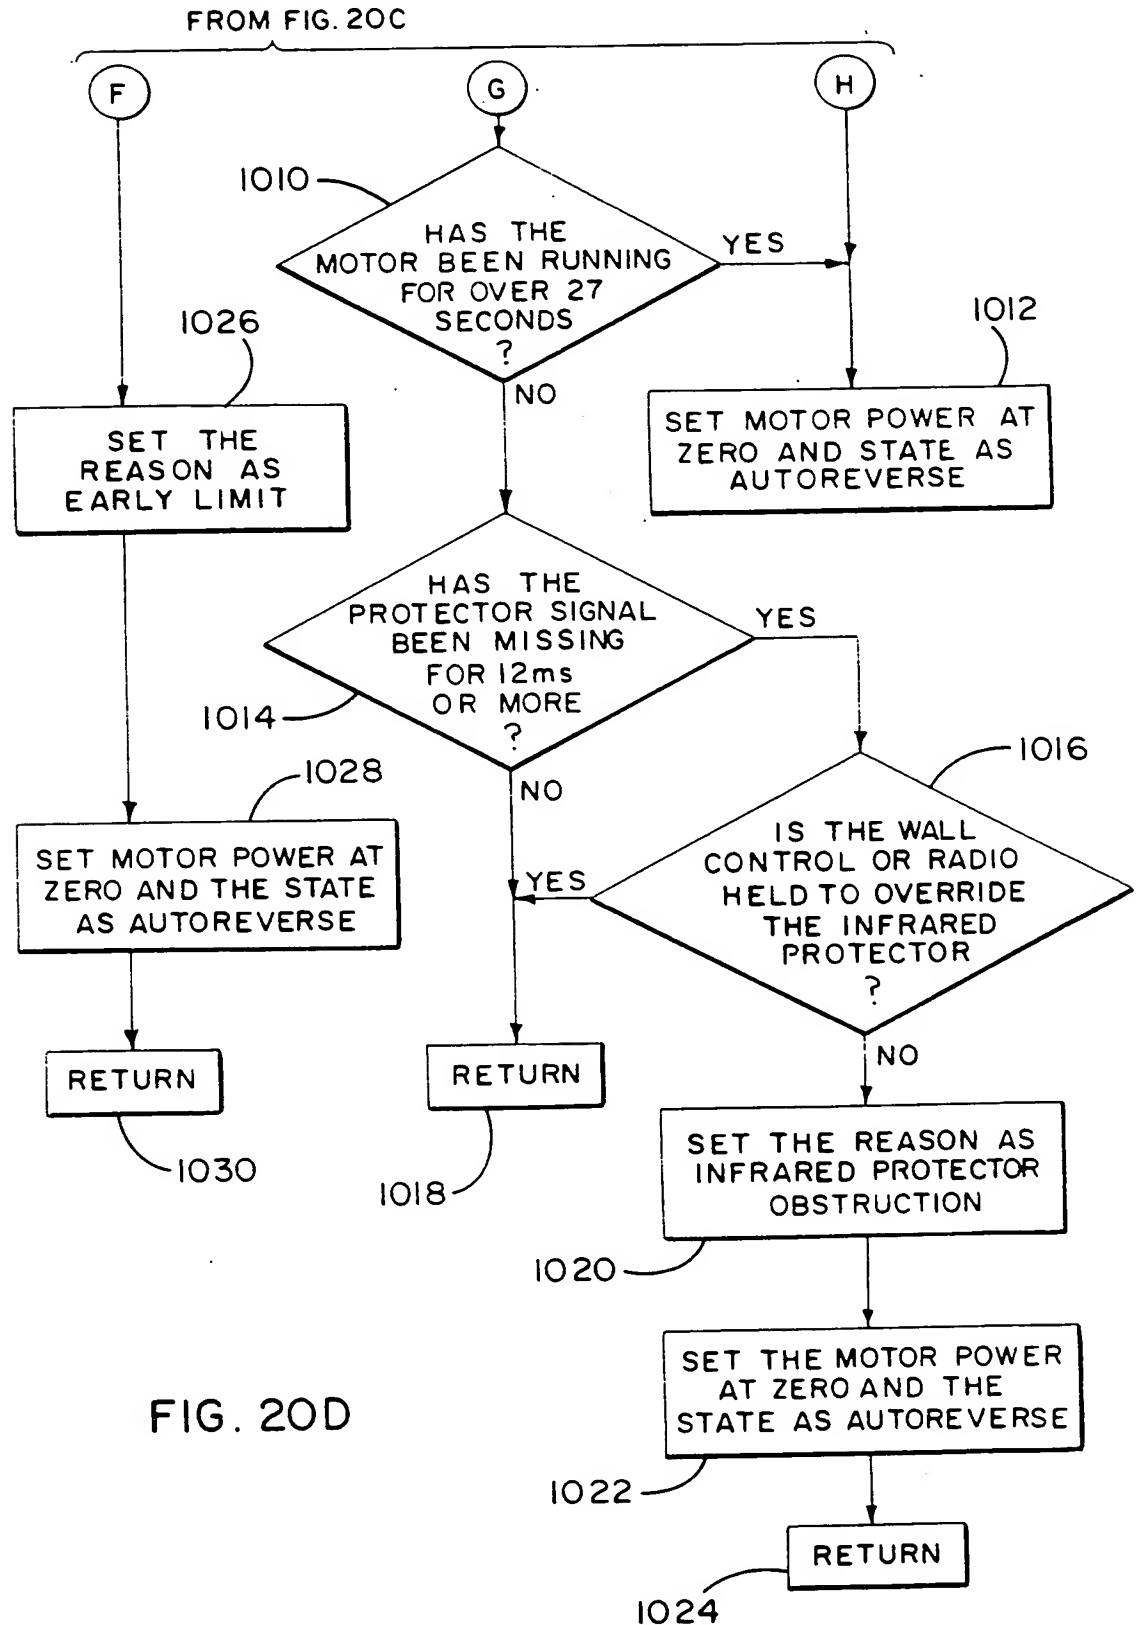 FROM FIG. 20C
F
G
H
1010
HAS THE
MOTOR BEEN RUNNING
FOR OVER 27
SECONDS
?
YES
NO
1026
SET THE
REASON AS
EARLY LIMIT
1012
SET MOTOR POWER AT
ZERO AND STATE AS
AUTOREVERSE
HAS THE
PROTECTOR SIGNAL
BEEN MISSING
FOR 12ms
OR MORE
?
YES
1014
NO
1016
IS THE WALL
CONTROL OR RADIO
HELD TO OVERRIDE
THE INFRARED
PROTECTOR
?
YES
NO
1028
SET MOTOR POWER AT
ZERO AND THE STATE
AS AUTOREVERSE
RETURN
1030
RETURN
1018
SET THE REASON AS
INFRARED PROTECTOR
OBSTRUCTION
1020
SET THE MOTOR POWER
AT ZERO AND THE
STATE AS AUTOREVERSE
1022
RETURN
1024
FIG. 20D